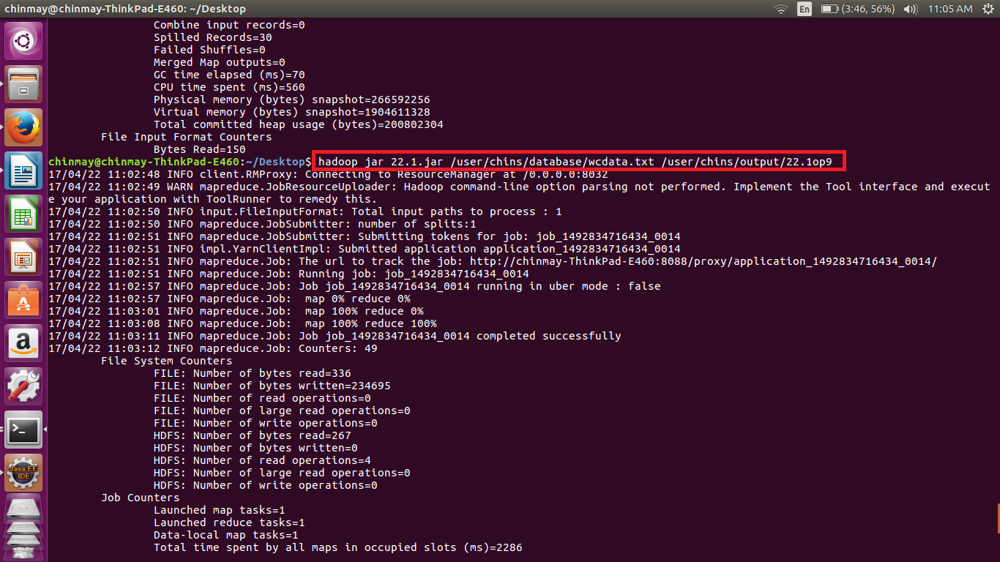 chinmay@chinmay-ThinkPad-E460: ~/Desktop
En
(3:46, 56%)
11:05 AM
Combine input records=0
Spilled Records=30
Failed Shuffles=0
Merged Map outputs=0
GC time elapsed (ms)=70
CPU time spent (ms)=560
Physical memory (bytes) snapshot=266592256
Virtual memory (bytes) snapshot=1904611328
Total committed heap usage (bytes)=200802304
File Input Format Counters
Bytes Read=150
chinmay@chinmay-ThinkPad-E460:~/Desktop$ hadoop jar 22.1.jar /user/chins/database/wcdata.txt /user/chins/output/22.1op9
17/04/22 11:02:48 INFO client.RMProxy: Connecting to ResourceManager at /0.0.0.0:8032
17/04/22 11:02:49 WARN mapreduce.JobResourceUploader: Hadoop command-line option parsing not performed. Implement the Tool interface and execut
e your application with ToolRunner to remedy this.
17/04/22 11:02:50 INFO input.FileInputFormat: Total input paths to process : 1
17/04/22 11:02:50 INFO mapreduce.JobSubmitter: number of splits:1
17/04/22 11:02:51 INFO mapreduce.JobSubmitter: Submitting tokens for job: job_1492834716434_0014
17/04/22 11:02:51 INFO impl.YarnClientImpl: Submitted application application_1492834716434_0014
17/04/22 11:02:51 INFO mapreduce.Job: The url to track the job: http://chinmay-ThinkPad-E460:8088/proxy/application_1492834716434_0014/
17/04/22 11:02:51 INFO mapreduce.Job: Running job: job_1492834716434_0014
17/04/22 11:02:57 INFO mapreduce.Job: Job job_1492834716434_0014 running in uber mode : false
17/04/22 11:02:57 INFO mapreduce.Job:  map 0% reduce 0%
17/04/22 11:03:01 INFO mapreduce.Job:  map 100% reduce 0%
17/04/22 11:03:08 INFO mapreduce.Job:  map 100% reduce 100%
17/04/22 11:03:11 INFO mapreduce.Job: Job job_1492834716434_0014 completed successfully
17/04/22 11:03:12 INFO mapreduce.Job: Counters: 49
File System Counters
FILE: Number of bytes read=336
FILE: Number of bytes written=234695
FILE: Number of read operations=0
FILE: Number of large read operations=0
FILE: Number of write operations=0
HDFS: Number of bytes read=267
HDFS: Number of bytes written=0
HDFS: Number of read operations=4
HDFS: Number of large read operations=0
HDFS: Number of write operations=0
Job Counters
Launched map tasks=1
Launched reduce tasks=1
Data-local map tasks=1
Total time spent by all maps in occupied slots (ms)=2286
Java EE
IDE